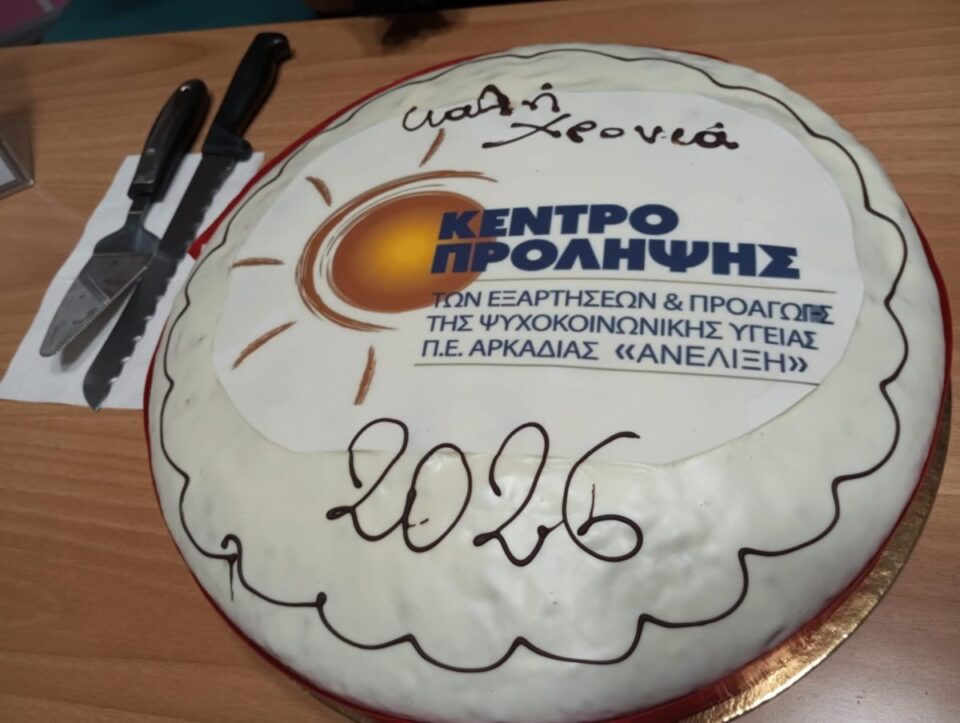 καλή
χρονιά
ΚΕΝΤΡΟ
ΠΡΟΛΗΨΗΣ
ΤΩΝ ΕΞΑΡΤΗΣΕΩΝ & ΠΡΟΑΓΩΓΗΣ
ΤΗΣ ΨΥΧΟΚΟΙΝΩΝΙΚΗΣ ΥΓΕΙΑΣ
Π.Ε. ΑΡΚΑΔΙΑΣ «ΑΝΕΛΙΞΗ»
2026